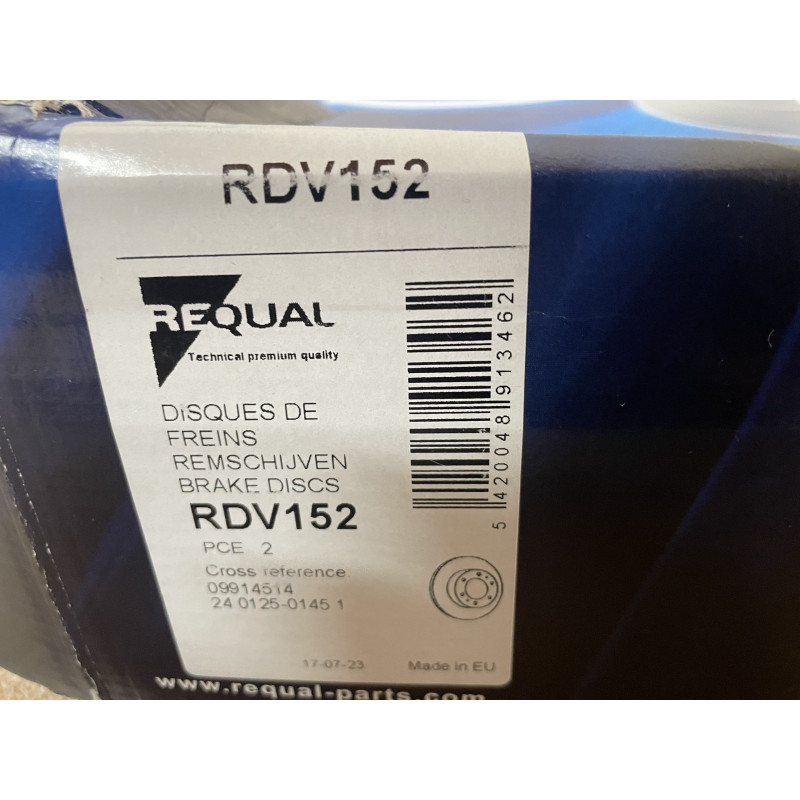 RDV152
REQUAL
Technical premium quality
DISQUES DE
FREINS
REMSCHIJVEN
BRAKE DISCS
RDV152
PCE 2
Cross reference:
09914514
24.0125-0145.1
5 420048 913462
17-07-23 Made in EU
www.requal-parts.com